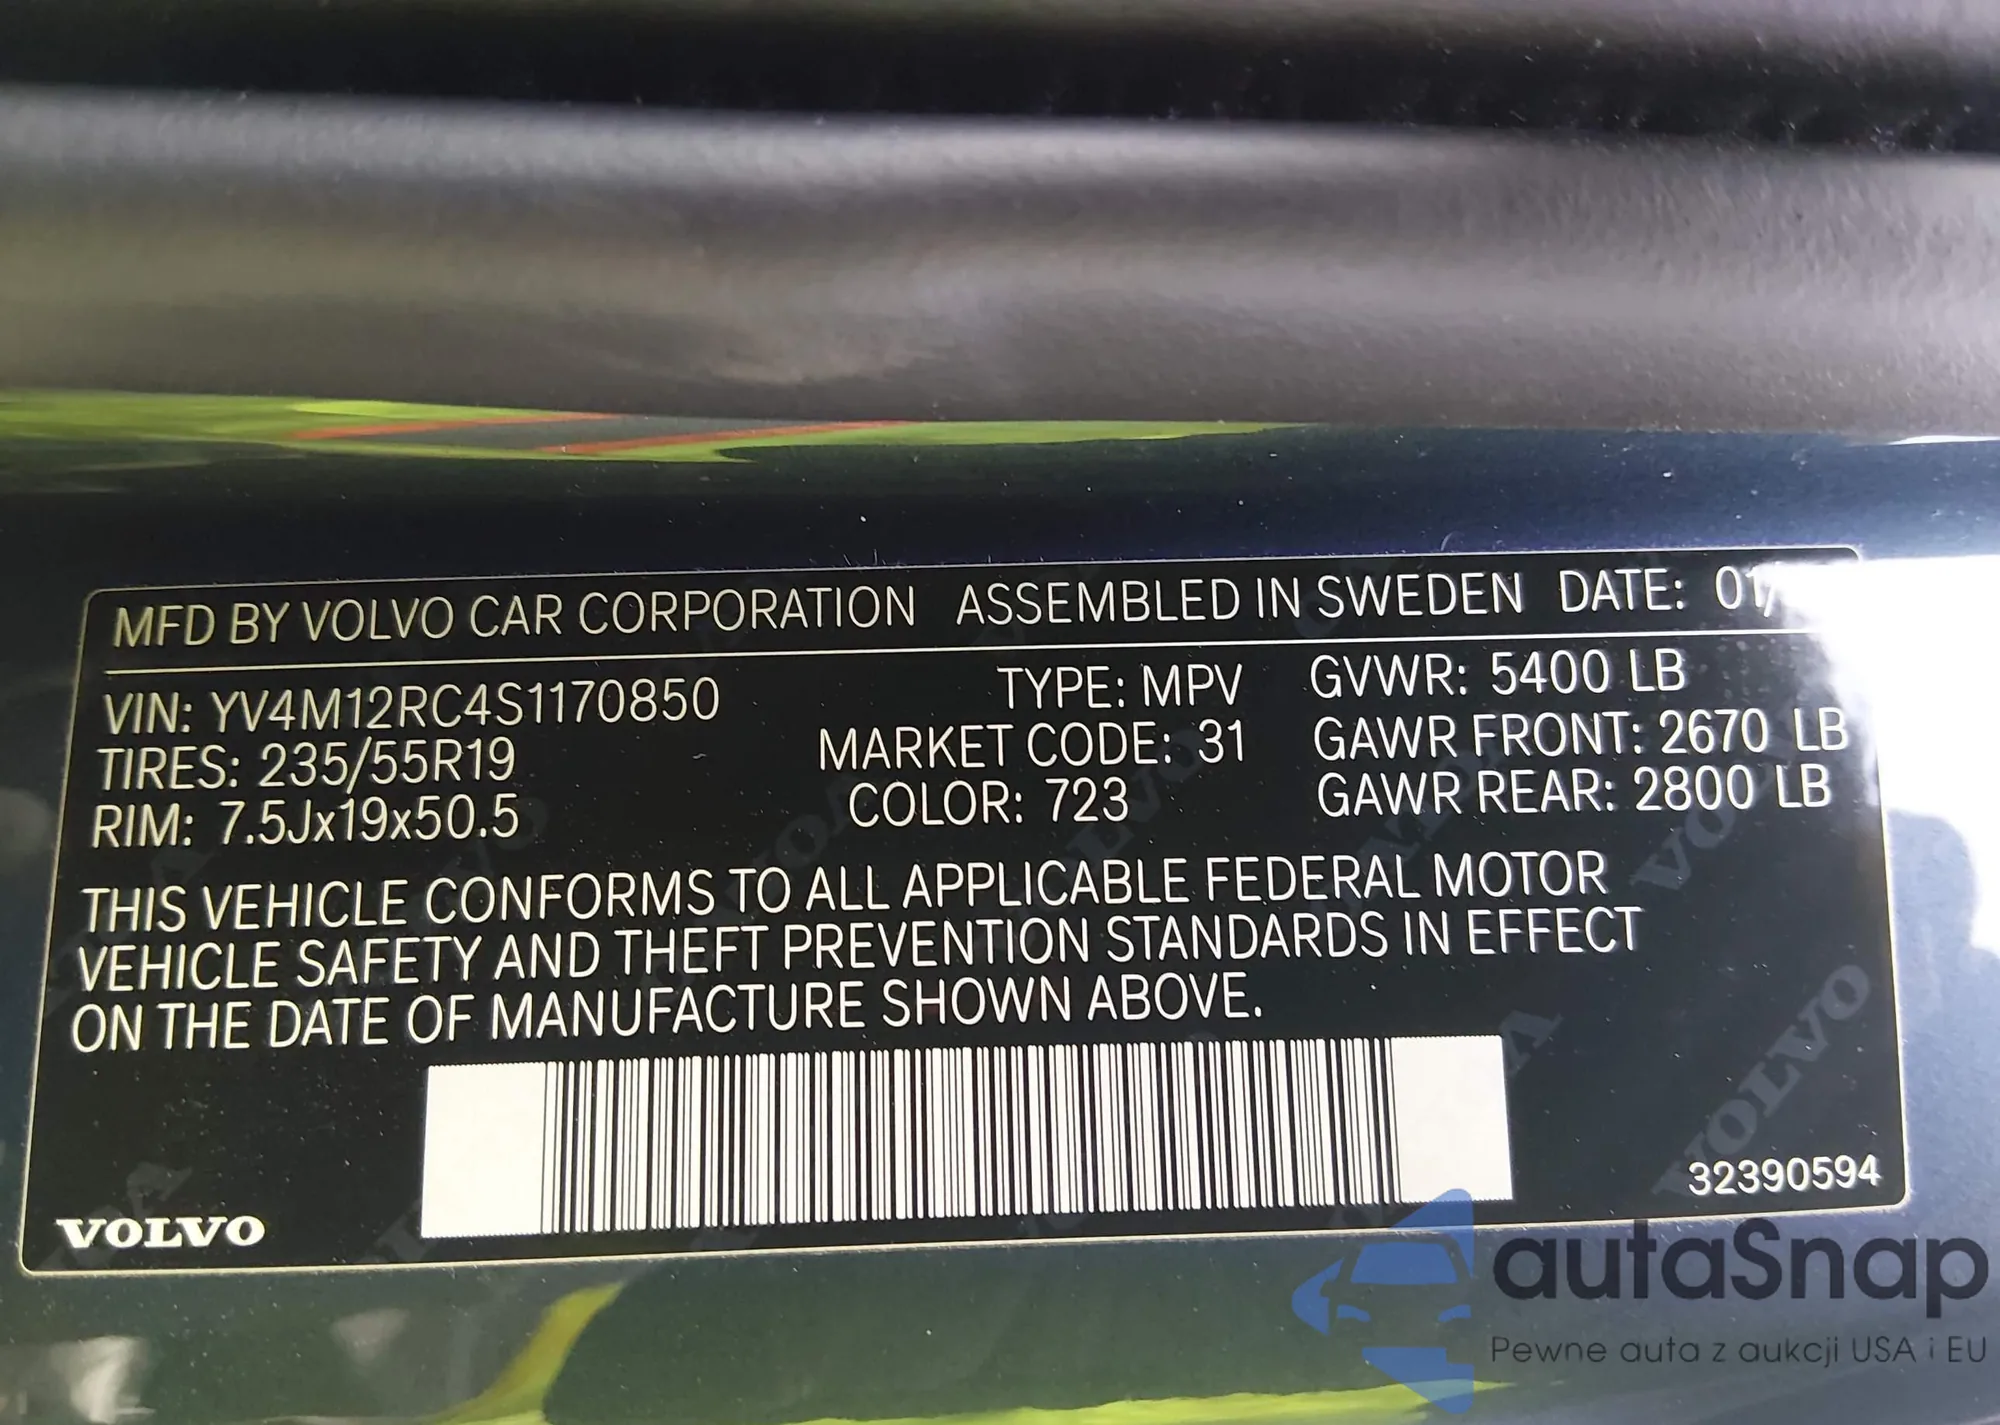 MFD BY VOLVO CAR CORPORATION ASSEMBLED IN SWEDEN DATE: 01/
VIN: YV4M12RC4S1170850 TYPE: MPV GVWR: 5400 LB
TIRES: 235/55R19 MARKET CODE: 31 GAWR FRONT: 2670 LB
RIM: 7.5Jx19x50.5 COLOR: 723 GAWR REAR: 2800 LB
THIS VEHICLE CONFORMS TO ALL APPLICABLE FEDERAL MOTOR
VEHICLE SAFETY AND THEFT PREVENTION STANDARDS IN EFFECT
ON THE DATE OF MANUFACTURE SHOWN ABOVE.
32390594
VOLVO
autaSnap
Pewne auta z aukcji USA i EU